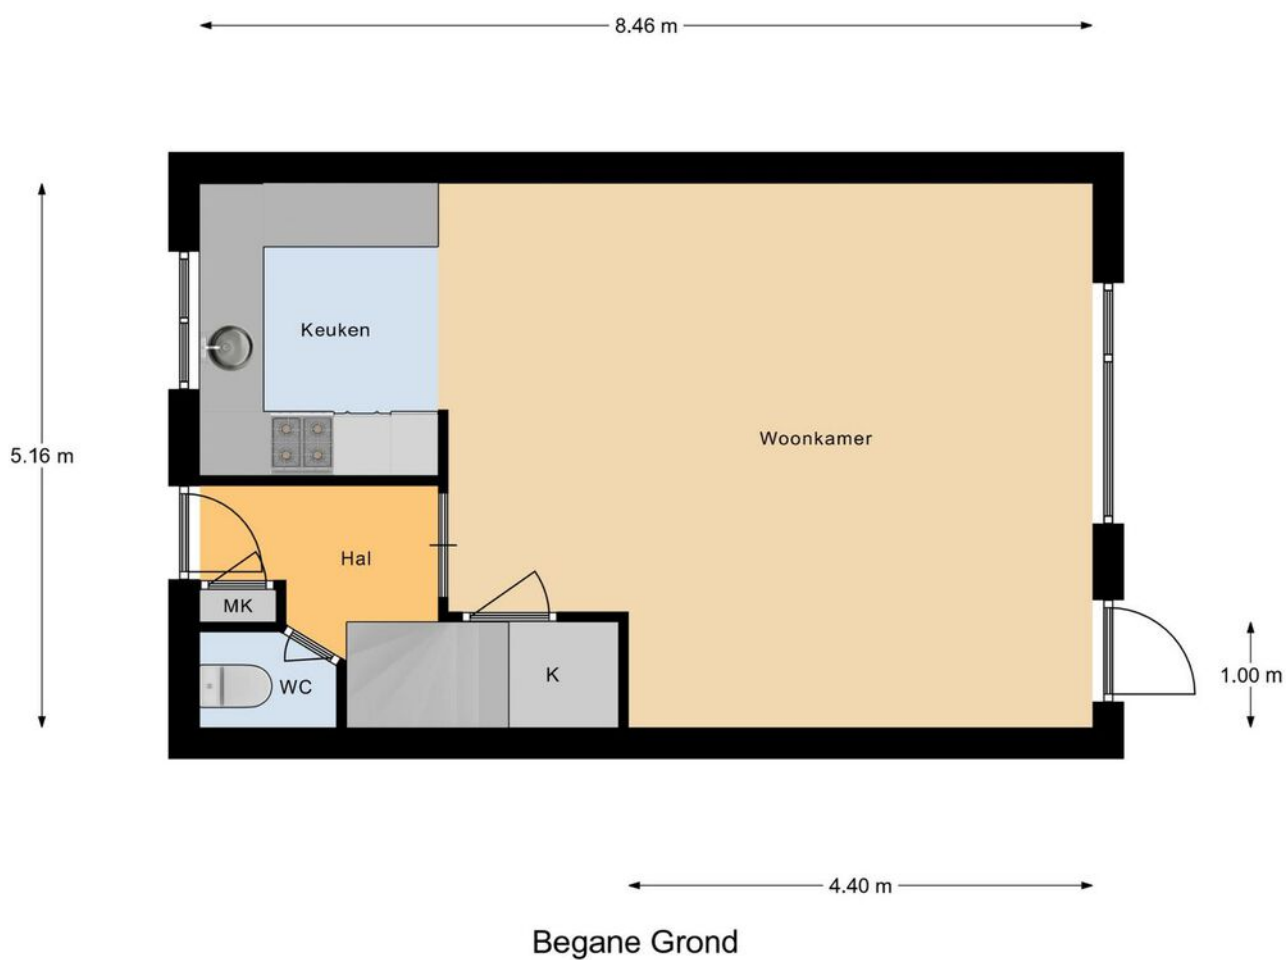 8.46 m
Keuken
Woonkamer
5.16 m
Hal
MK
WC
K
1.00 m
4.40 m
Begane Grond